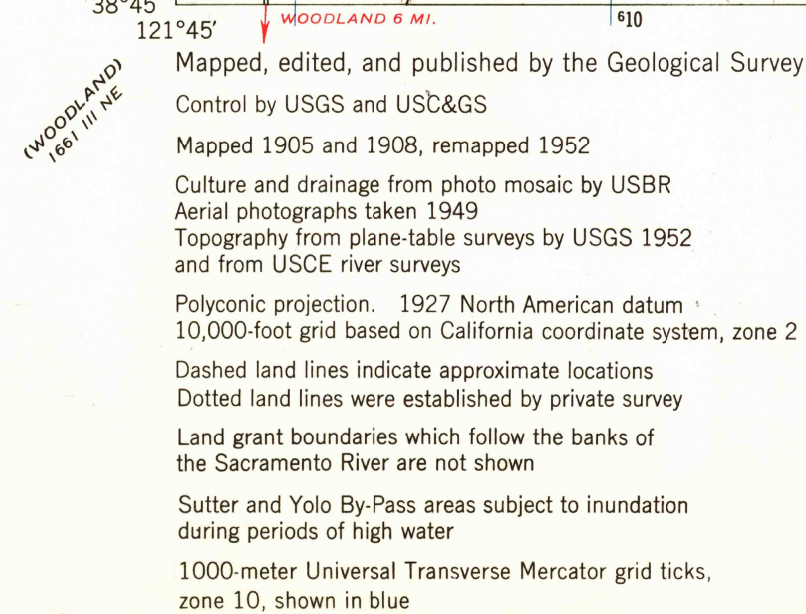 38°45'
121°45'
WOODLAND 6 MI.
⁶10
(WOODLAND)
1661 III NE
Mapped, edited, and published by the Geological Survey
Control by USGS and USC&GS
Mapped 1905 and 1908, remapped 1952
Culture and drainage from photo mosaic by USBR
Aerial photographs taken 1949
Topography from plane-table surveys by USGS 1952
and from USCE river surveys
Polyconic projection. 1927 North American datum
10,000-foot grid based on California coordinate system, zone 2
Dashed land lines indicate approximate locations
Dotted land lines were established by private survey
Land grant boundaries which follow the banks of
the Sacramento River are not shown
Sutter and Yolo By-Pass areas subject to inundation
during periods of high water
1000-meter Universal Transverse Mercator grid ticks,
zone 10, shown in blue